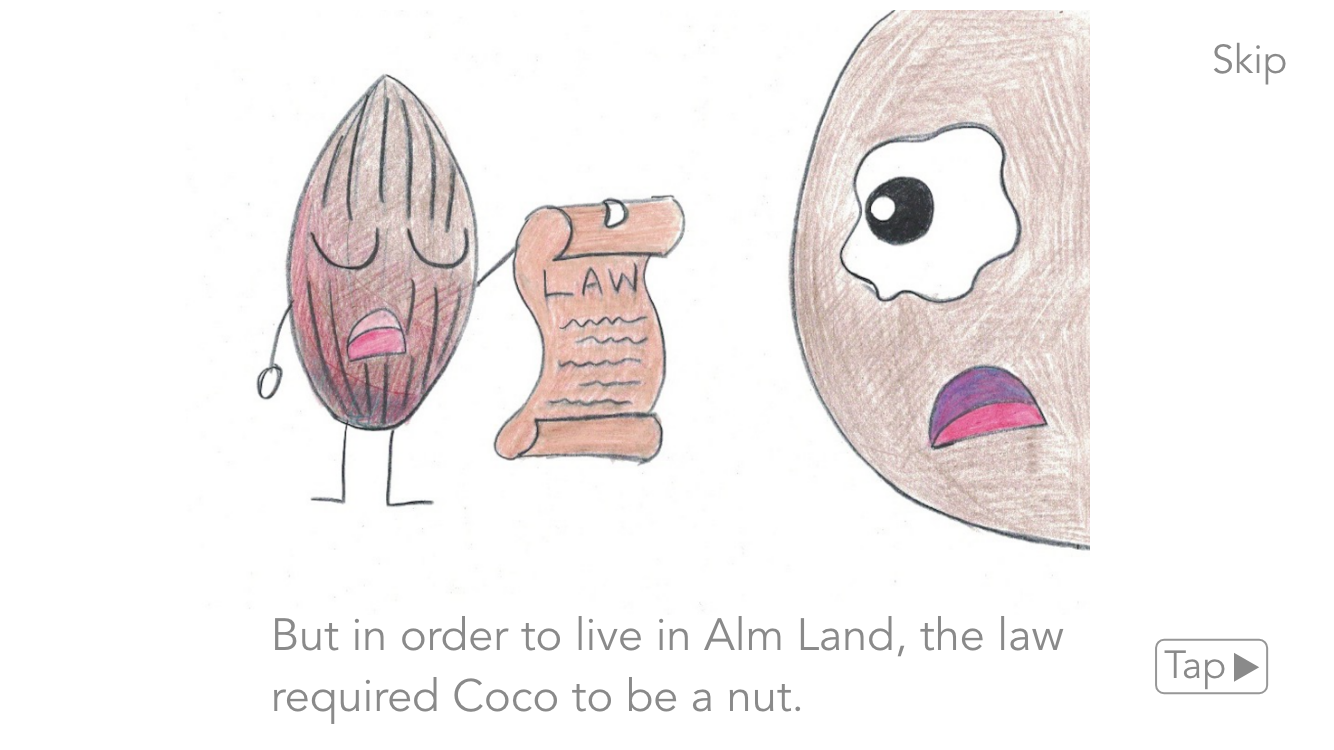 Skip
LAW
But in order to live in Alm Land, the law
required Coco to be a nut.
Tap